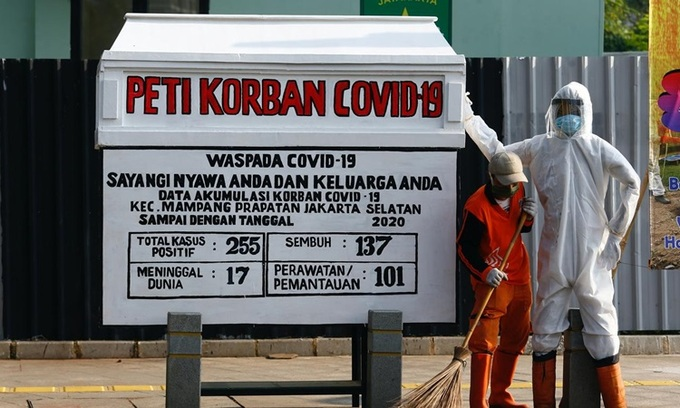 PETI KORBAN COVID-19
WASPADA COVID-19
SAYANGI NYAWA ANDA DAN KELUARGA ANDA
DATA AKUMULASI KORBAN COVID-19
KEC. MAMPANG PRAPATAN JAKARTA SELATAN
SAMPAI DENGAN TANGGAL 2020
TOTAL KASUS POSITIF : 255
SEMBUH : 137
MENINGGAL DUNIA : 17
PERAWATAN/ PEMANTAUAN : 101